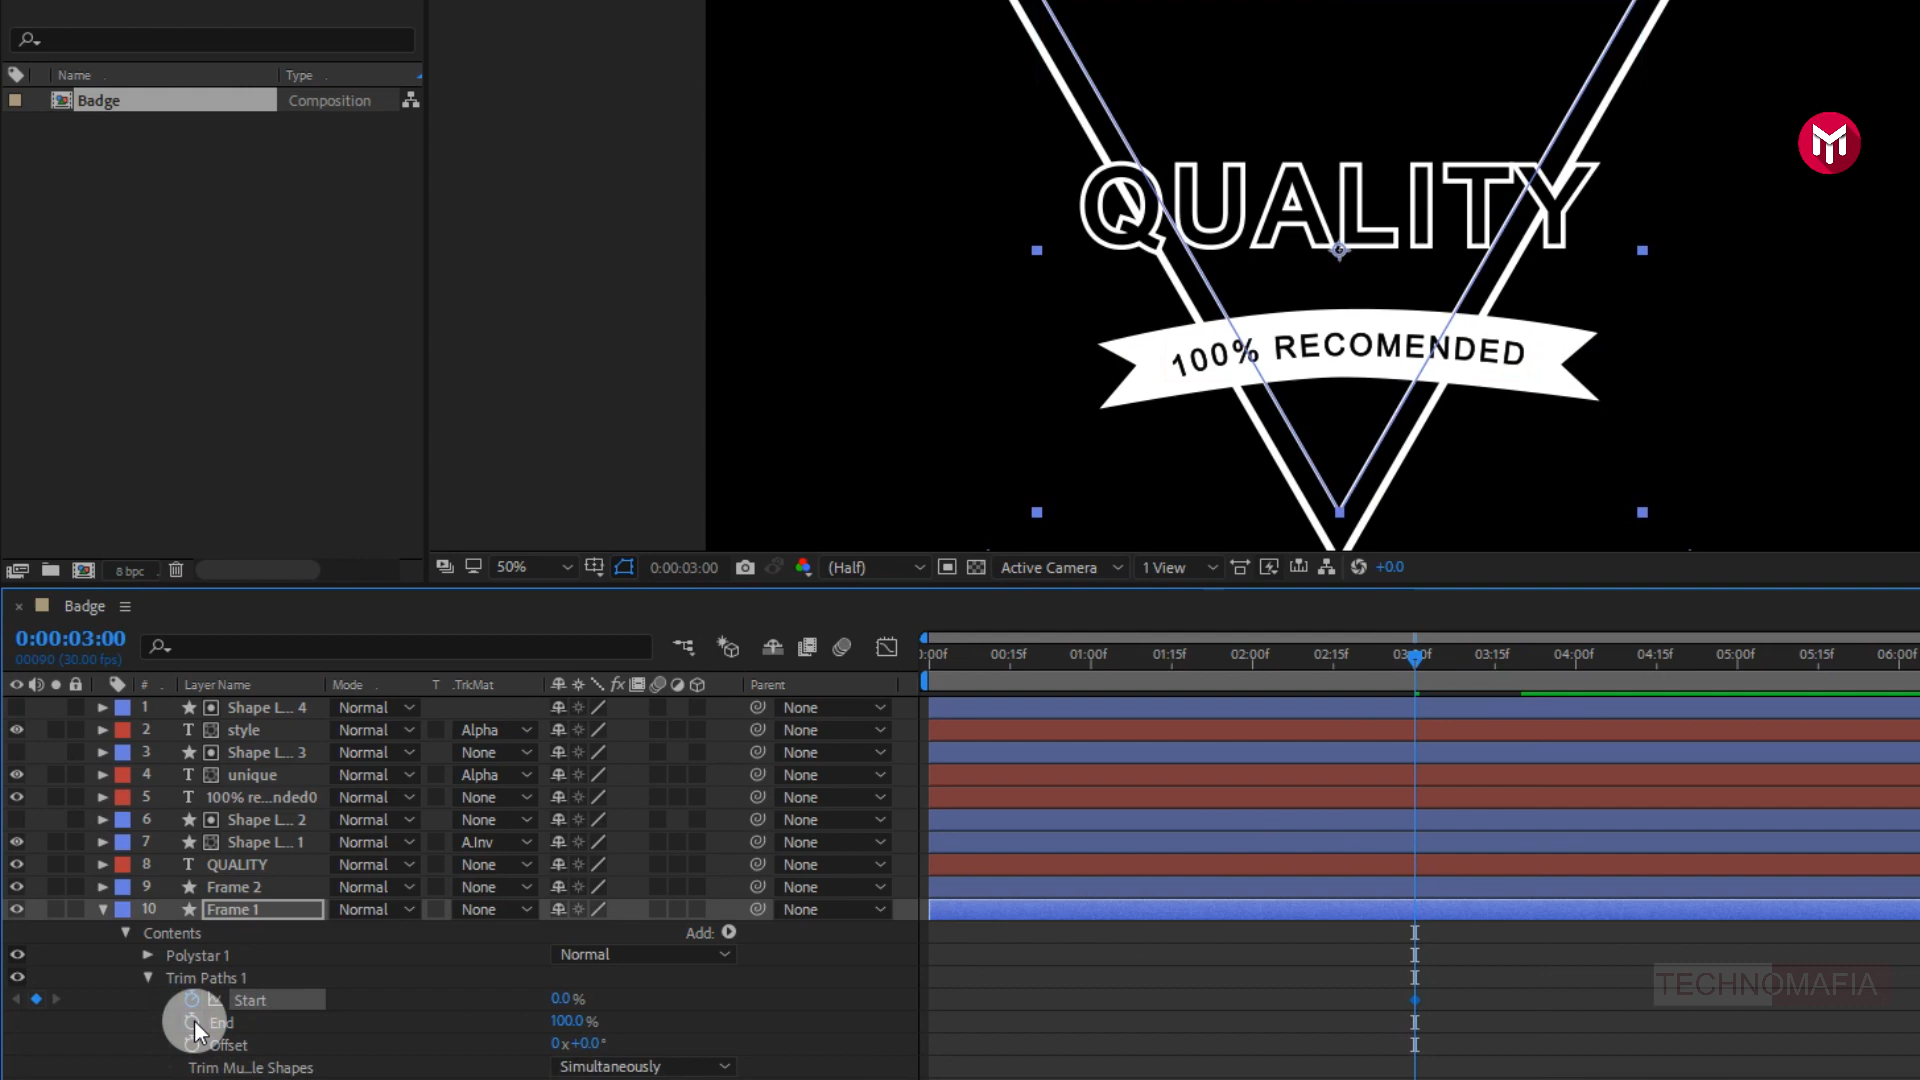 Name Type
Badge Composition
QUALITY
100% RECOMENDED
8 bpc
50% 0:00:03:00 (Half) Active Camera 1 View +0.0
Badge
0:00:03:00
00090 (30.00 fps)
):00f 00:15f 01:00f 01:15f 02:00f 02:15f 03:00f 03:15f 04:00f 04:15f 05:00f 05:15f 06:00f
# Layer Name Mode T .TrkMat fx Parent
1 Shape L... 4 Normal None
2 T style Normal Alpha None
3 Shape L... 3 Normal None None
4 T unique Normal Alpha None
5 T 100% re...nded0 Normal None None
6 Shape L... 2 Normal None None
7 Shape L... 1 Normal A.Inv None
8 T QUALITY Normal None None
9 Frame 2 Normal None None
10 Frame 1 Normal None None
Contents Add:
Polystar 1 Normal
Trim Paths 1
Start 0.0 %
End 100.0 %
Offset 0 x+0.0°
Trim Mu...le Shapes Simultaneously
TECHNOMAFIA